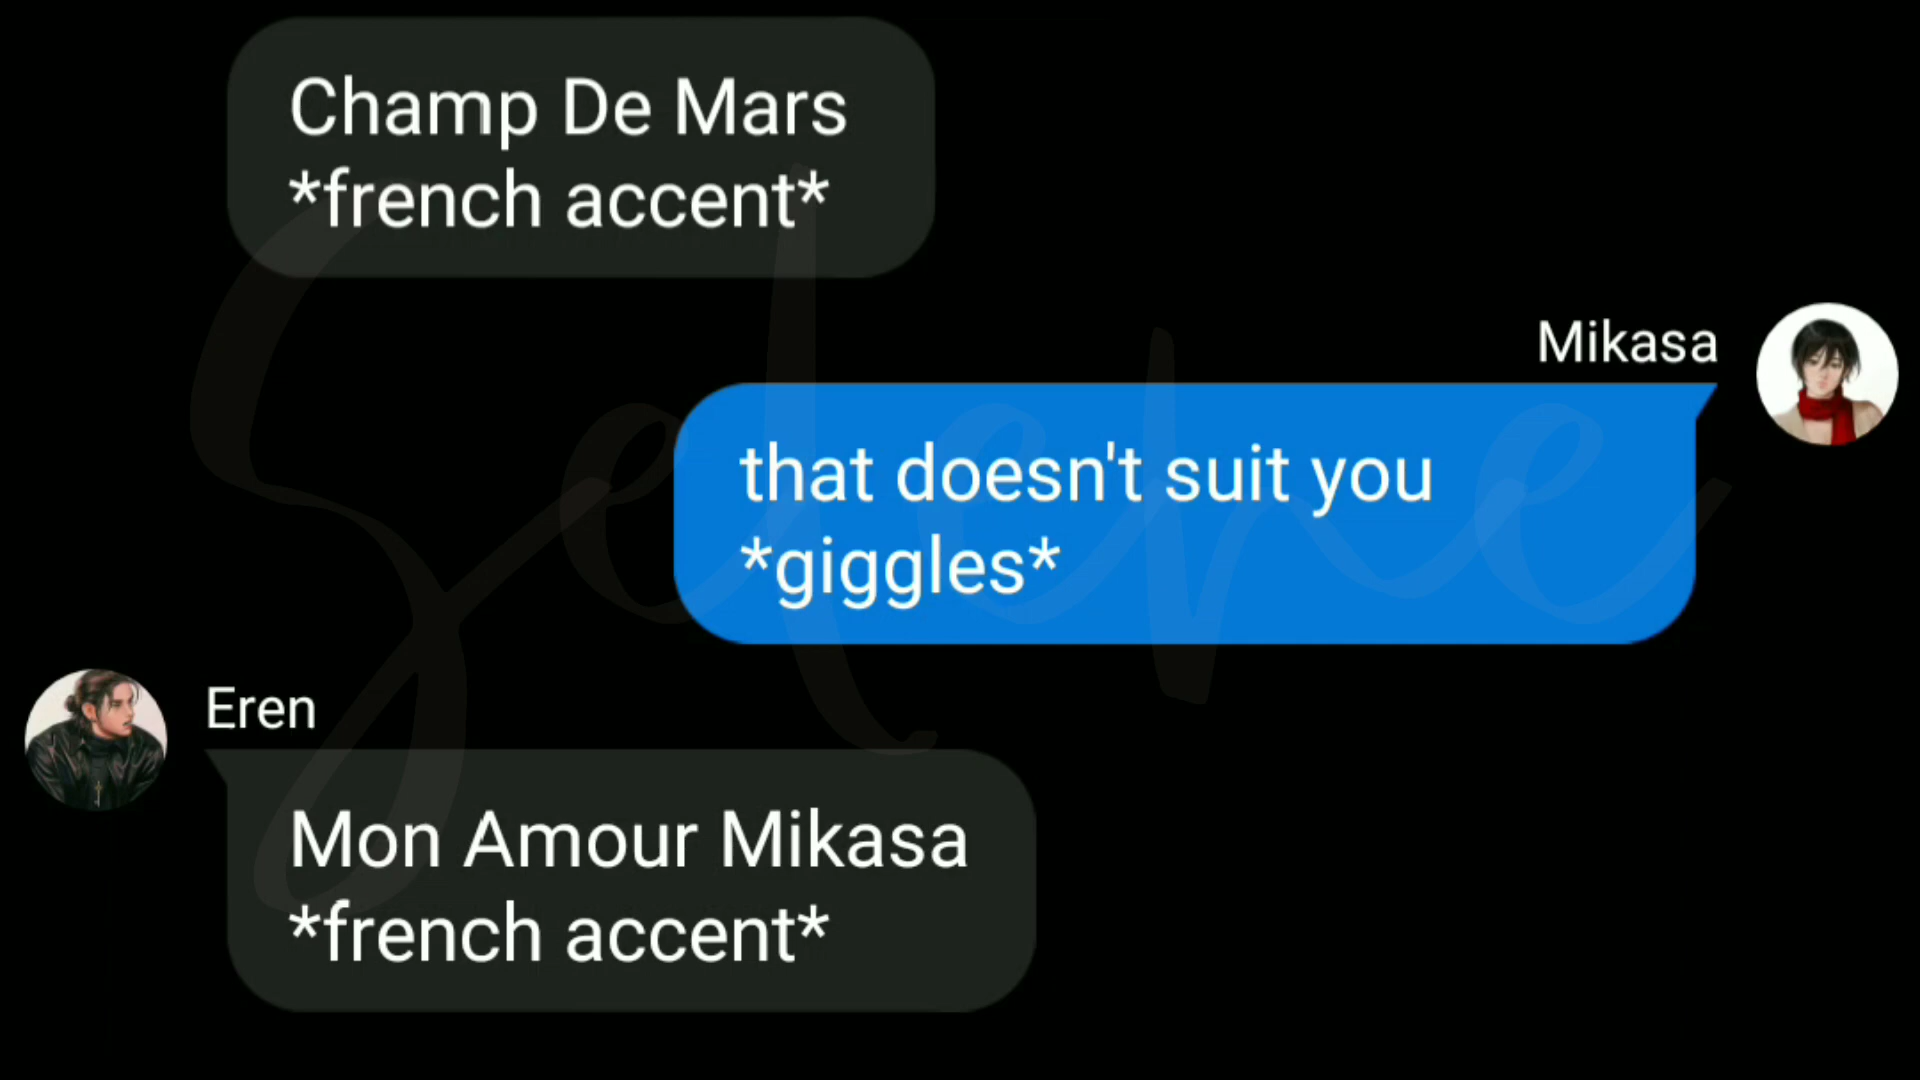 Champ De Mars
*french accent*
Mikasa
that doesn't suit you
*giggles*
Eren
Mon Amour Mikasa
*french accent*